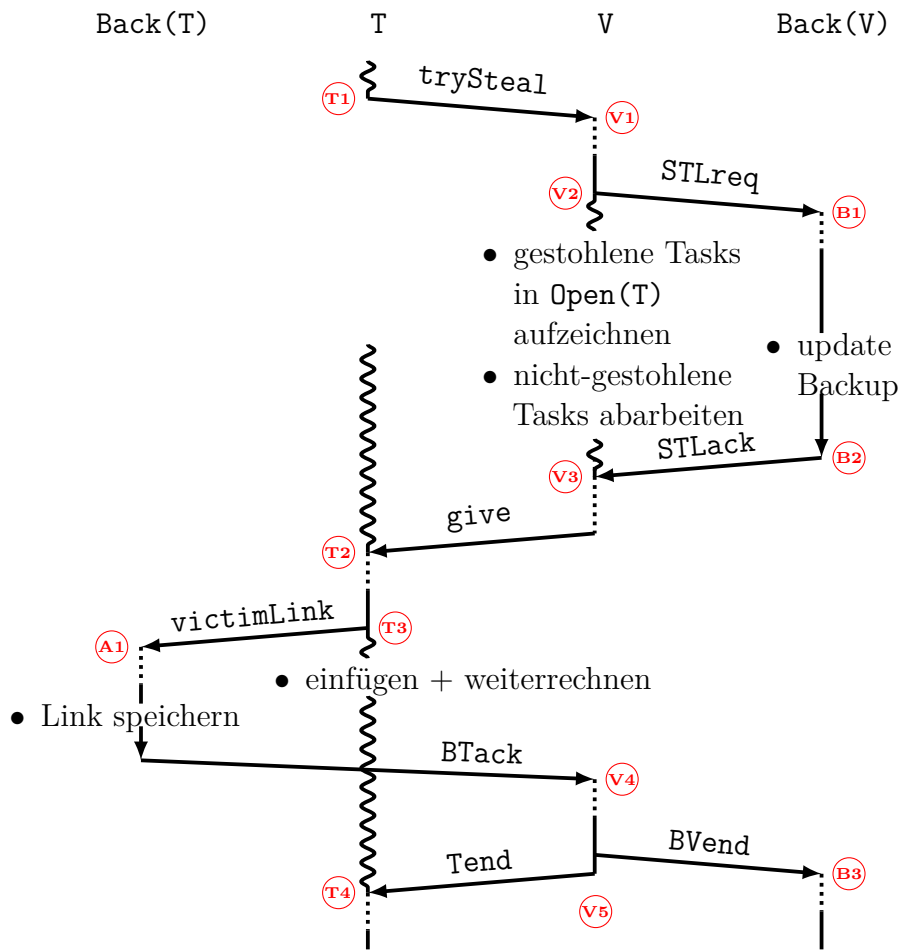 Back(T) T V Back(V)
trySteal
T1
V1
STLreq
V2
B1
• gestohlene Tasks
in Open(T)
aufzeichnen
• nicht-gestohlene
Tasks abarbeiten
• update
Backup
STLack
B2
V3
give
T2
victimLink
T3
A1
• einfügen + weiterrechnen
• Link speichern
BTack
V4
BVend
Tend
B3
T4
V5